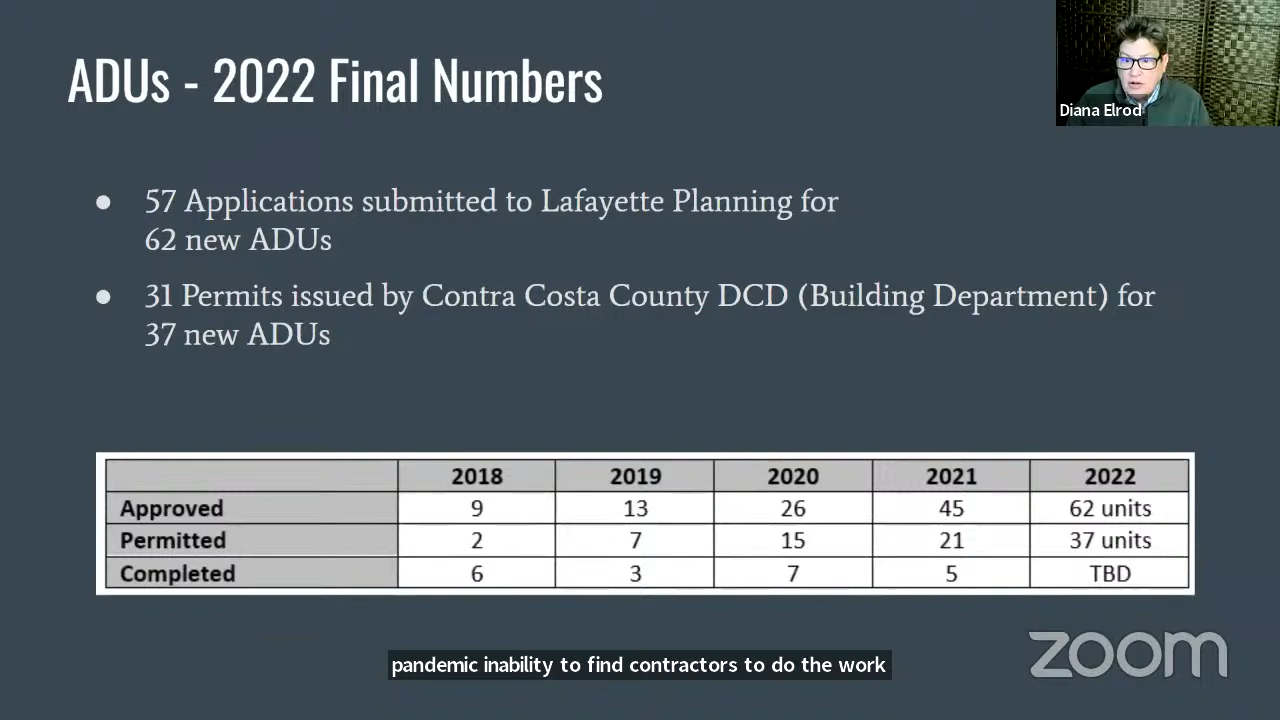 ADUs - 2022 Final Numbers
Diana Elrod
● 57 Applications submitted to Lafayette Planning for
62 new ADUs
● 31 Permits issued by Contra Costa County DCD (Building Department) for
37 new ADUs
2018 2019 2020 2021 2022
Approved 9 13 26 45 62 units
Permitted 2 7 15 21 37 units
Completed 6 3 7 5 TBD
pandemic inability to find contractors to do the work
zoom